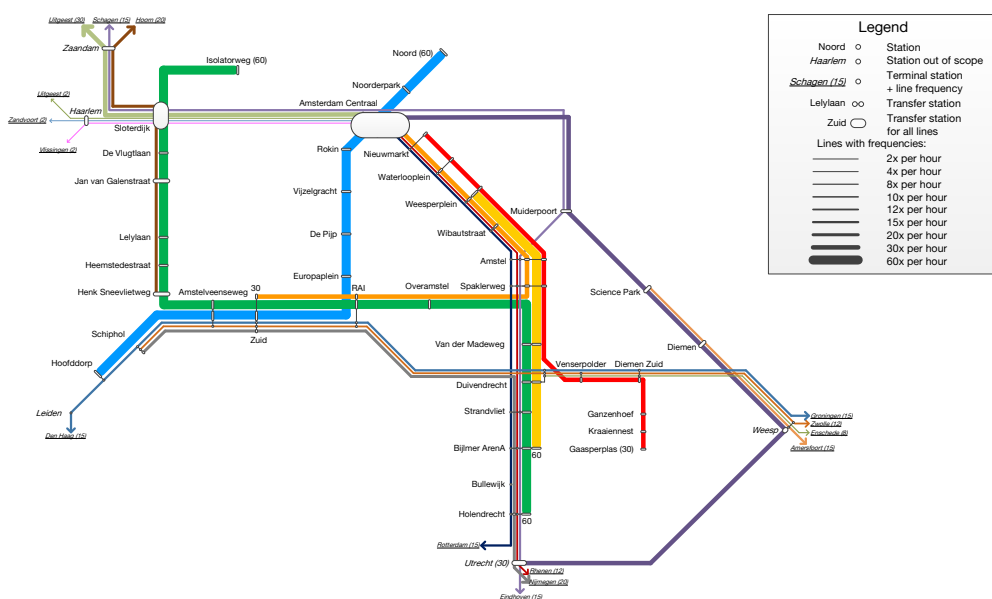 Uitgeest (30)
Schagen (15)
Hoorn (20)
Zaandam
Isolatorweg (60)
Noord (60)
Noorderpark
Amsterdam Centraal
Uitgeest (2)
Haarlem
Zandvoort (2)
Vlissingen (2)
Sloterdijk
De Vlugtlaan
Jan van Galenstraat
Lelylaan
Heemstedestraat
Henk Sneevlietweg
Rokin
Vijzelgracht
De Pijp
Europaplein
Nieuwmarkt
Waterlooplein
Weesperplein
Wibautstraat
Muiderpoort
Amstel
Spaklerweg
Science Park
Diemen
Amstelveenseweg
30
RAI
Overamstel
Zuid
Schiphol
Hoofddorp
Leiden
Den Haag (15)
Van der Madeweg
Venserpolder
Diemen Zuid
Duivendrecht
Strandvliet
Ganzenhoef
Kraaiennest
Gaasperplas (30)
Bijlmer ArenA
60
Bullewijk
Holendrecht
60
Weesp
Groningen (15)
Zwolle (12)
Enschede (8)
Amersfoort (15)
Rotterdam (15)
Utrecht (30)
Rhenen (12)
Nijmegen (20)
Eindhoven (15)
Legend
Noord Station
Haarlem Station out of scope
Schagen (15) Terminal station
+ line frequency
Lelylaan Transfer station
Zuid Transfer station
for all lines
Lines with frequencies:
2x per hour
4x per hour
8x per hour
10x per hour
12x per hour
15x per hour
20x per hour
30x per hour
60x per hour